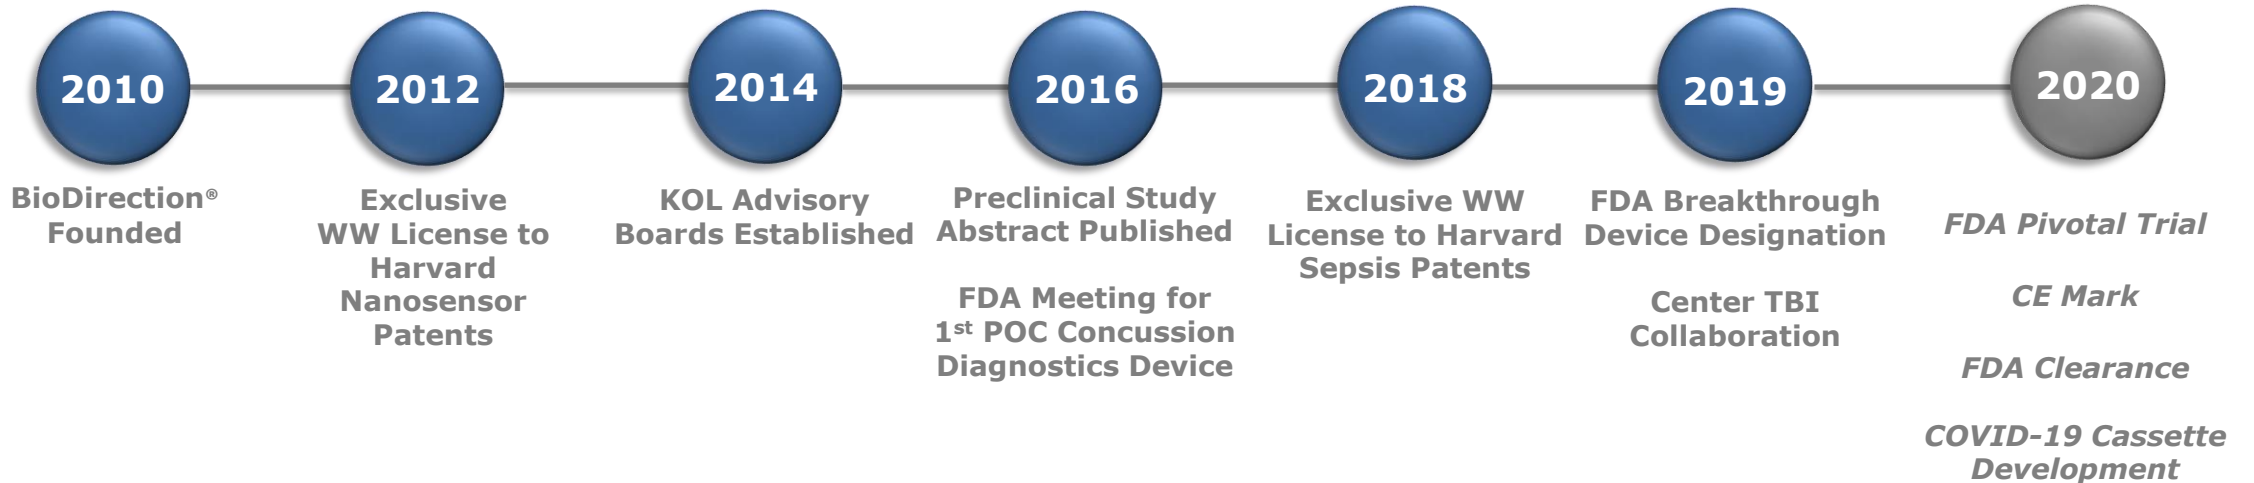 2010
BioDirection®
Founded
2012
Exclusive
WW License to
Harvard
Nanosensor
Patents
2014
KOL Advisory
Boards Established
2016
Preclinical Study
Abstract Published
FDA Meeting for
1st POC Concussion
Diagnostics Device
2018
Exclusive WW
License to Harvard
Sepsis Patents
2019
FDA Breakthrough
Device Designation
Center TBI
Collaboration
2020
FDA Pivotal Trial
CE Mark
FDA Clearance
COVID-19 Cassette
Development